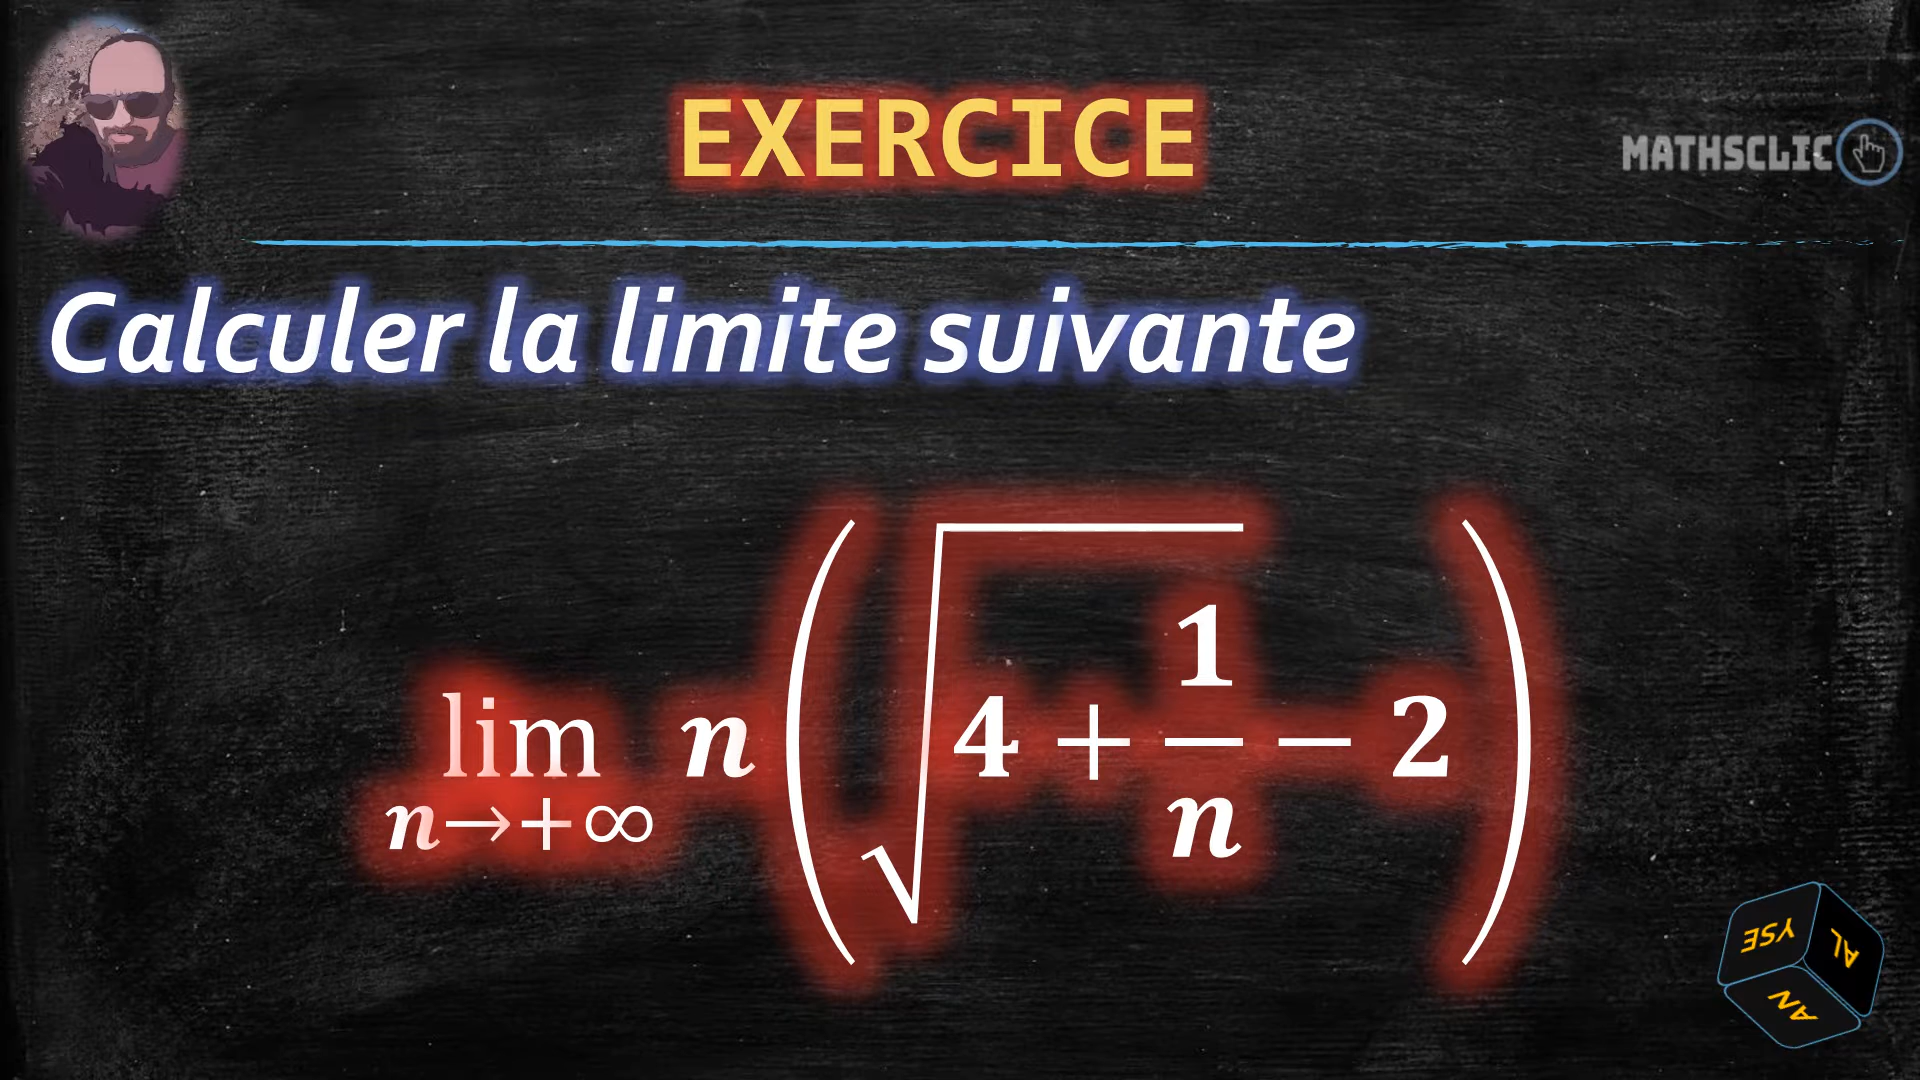 EXERCICE
MATHSCLIC
Calculer la limite suivante
lim n→+∞ n(√(4 + 1/n) − 2)
AN
AL
YSE